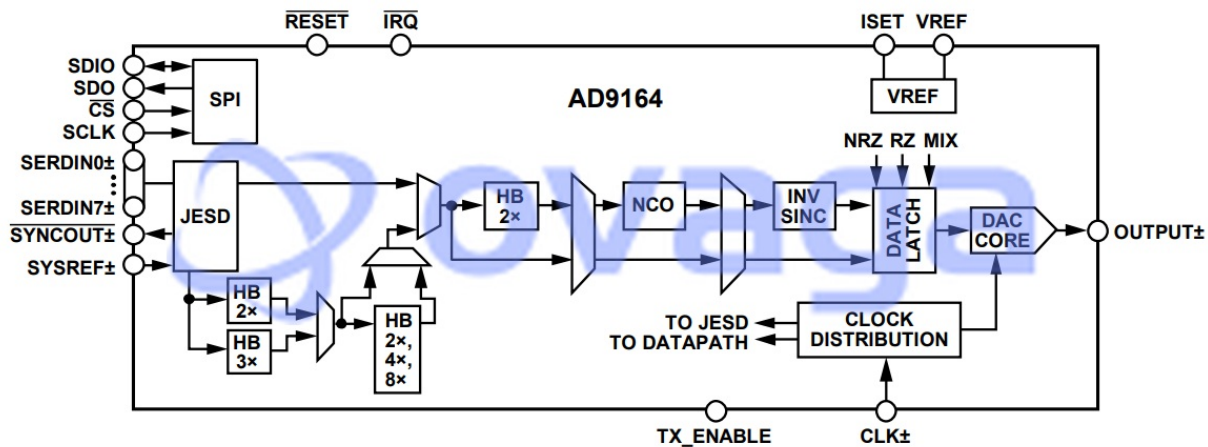 RESET
IRQ
ISET
VREF
SDIO
SDO
CS
SCLK
SPI
AD9164
VREF
NRZ
RZ
MIX
SERDIN0±
SERDIN7±
SYNCOUT±
SYSREF±
JESD
HB
2×
NCO
INV
SINC
DATA
LATCH
DAC
CORE
OUTPUT±
HB
2×
HB
3×
HB
2×,
4×,
8×
TO JESD
TO DATAPATH
CLOCK
DISTRIBUTION
TX_ENABLE
CLK±
ovaga